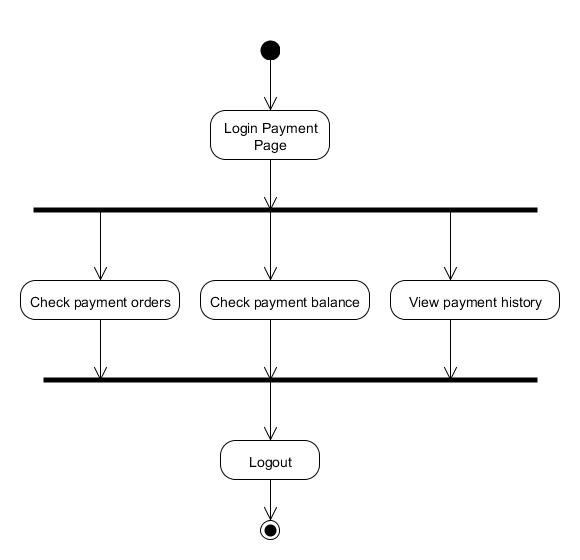 Login Payment
Page
Check payment orders
Check payment balance
View payment history
Logout